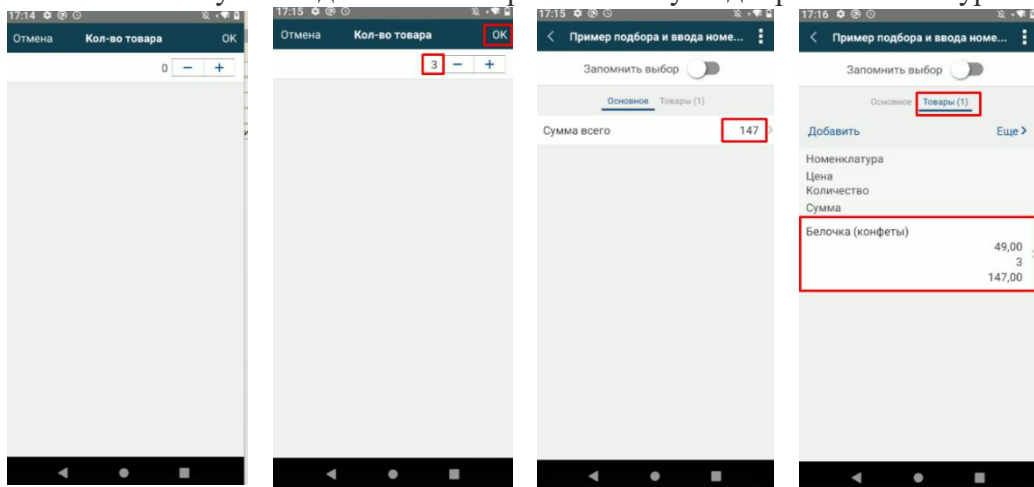 17:14
Отмена Кол-во товара OK
0 − +
17:15
Отмена Кол-во товара OK
3 − +
17:15
Пример подбора и ввода номе...
Запомнить выбор
Основное Товары (1)
Сумма всего 147
17:16
Пример подбора и ввода номе...
Запомнить выбор
Основное Товары (1)
Добавить Еще
Номенклатура
Цена
Количество
Сумма
Белочка (конфеты)
49,00
3
147,00